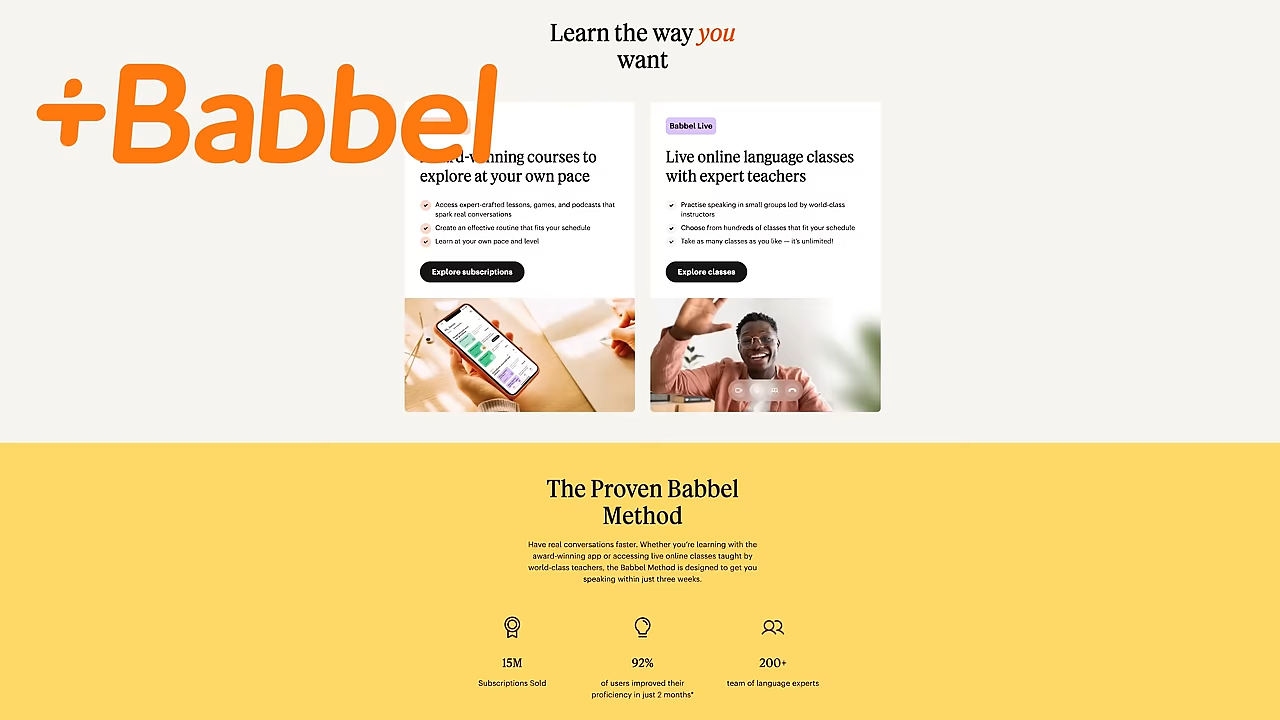 Learn the way you
want
+Babbel
Babbel Live
Award-winning courses to
explore at your own pace
Access expert-crafted lessons, games, and podcasts that
spark real conversations
Create an effective routine that fits your schedule
Learn at your own pace and level
Explore subscriptions
Live online language classes
with expert teachers
Practise speaking in small groups led by world-class
instructors
Choose from hundreds of classes that fit your schedule
Take as many classes as you like — it's unlimited!
Explore classes
The Proven Babbel
Method
Have real conversations faster. Whether you're learning with the
award-winning app or accessing live online classes taught by
world-class teachers, the Babbel Method is designed to get you
speaking within just three weeks.
15M
Subscriptions Sold
92%
of users improved their
proficiency in just 2 months*
200+
team of language experts